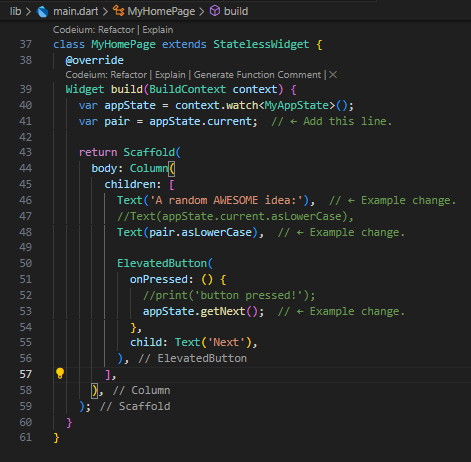 lib > main.dart > MyHomePage > build
Codeium: Refactor | Explain
37 class MyHomePage extends StatelessWidget {
38   @override
Codeium: Refactor | Explain | Generate Function Comment | ✕
39   Widget build(BuildContext context) {
40     var appState = context.watch<MyAppState>();
41     var pair = appState.current;  // ← Add this line.
42
43     return Scaffold(
44       body: Column(
45         children: [
46           Text('A random AWESOME idea:'),  // ← Example change.
47           //Text(appState.current.asLowerCase),
48           Text(pair.asLowerCase),  // ← Example change.
49
50           ElevatedButton(
51             onPressed: () {
52               //print('button pressed!');
53               appState.getNext();  // ← Example change.
54             },
55             child: Text('Next'),
56           ), // ElevatedButton
57         ],
58       ), // Column
59     ); // Scaffold
60   }
61 }